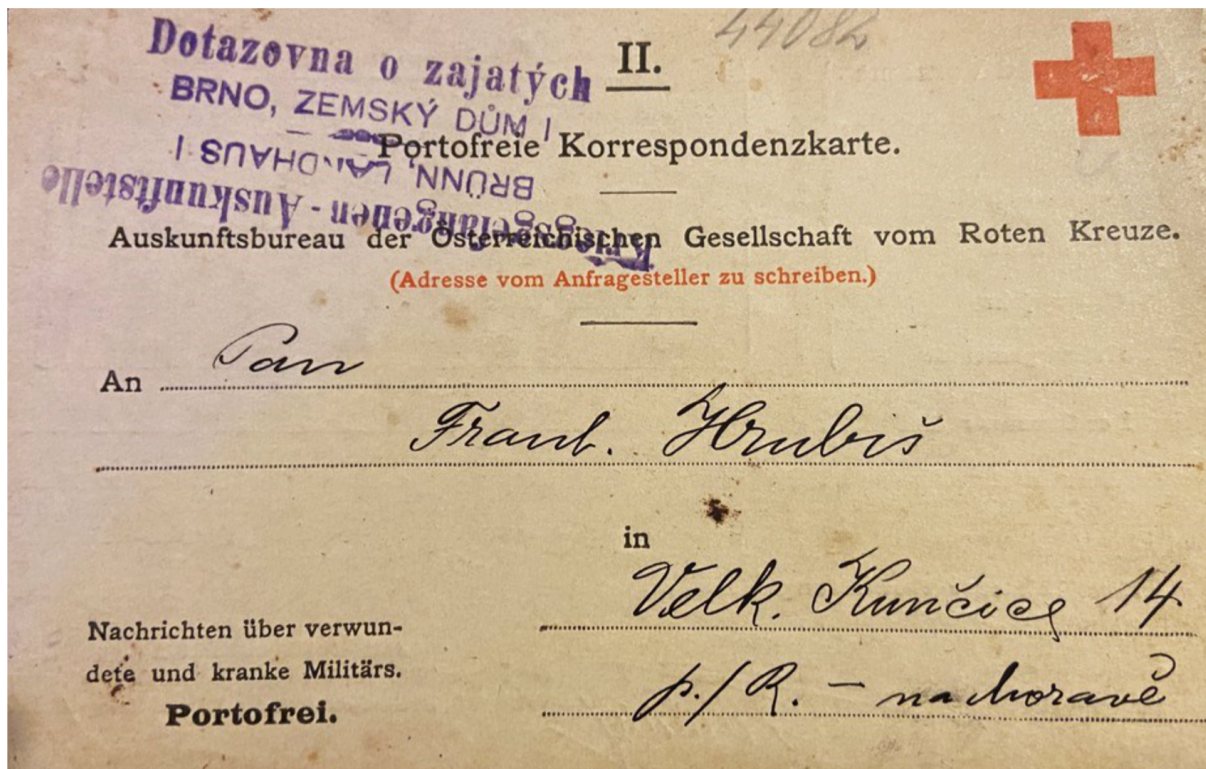 44082
Dotazovna o zajatých
BRNO, ZEMSKÝ DŮM I
BRÜNN, LANDHAUS I
Kriegsgefangenen-Auskunftstelle
II.
Portofreie Korrespondenzkarte.
Auskunftsbureau der Österreichischen Gesellschaft vom Roten Kreuze.
(Adresse vom Anfragesteller zu schreiben.)
An Pan
Frant. Hrubiš
in
Velk. Kunčice 14
p./R. – na Moravě
Nachrichten über verwun-
dete und kranke Militärs.
Portofrei.